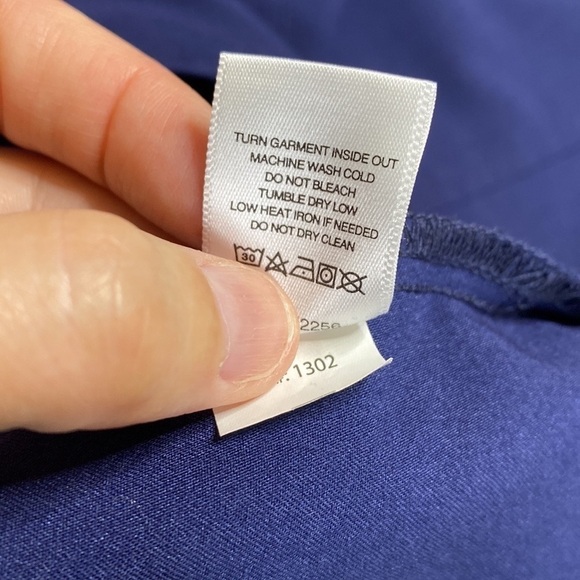 TURN GARMENT INSIDE OUT
MACHINE WASH COLD
DO NOT BLEACH
TUMBLE DRY LOW
LOW HEAT IRON IF NEEDED
DO NOT DRY CLEAN
30
1302